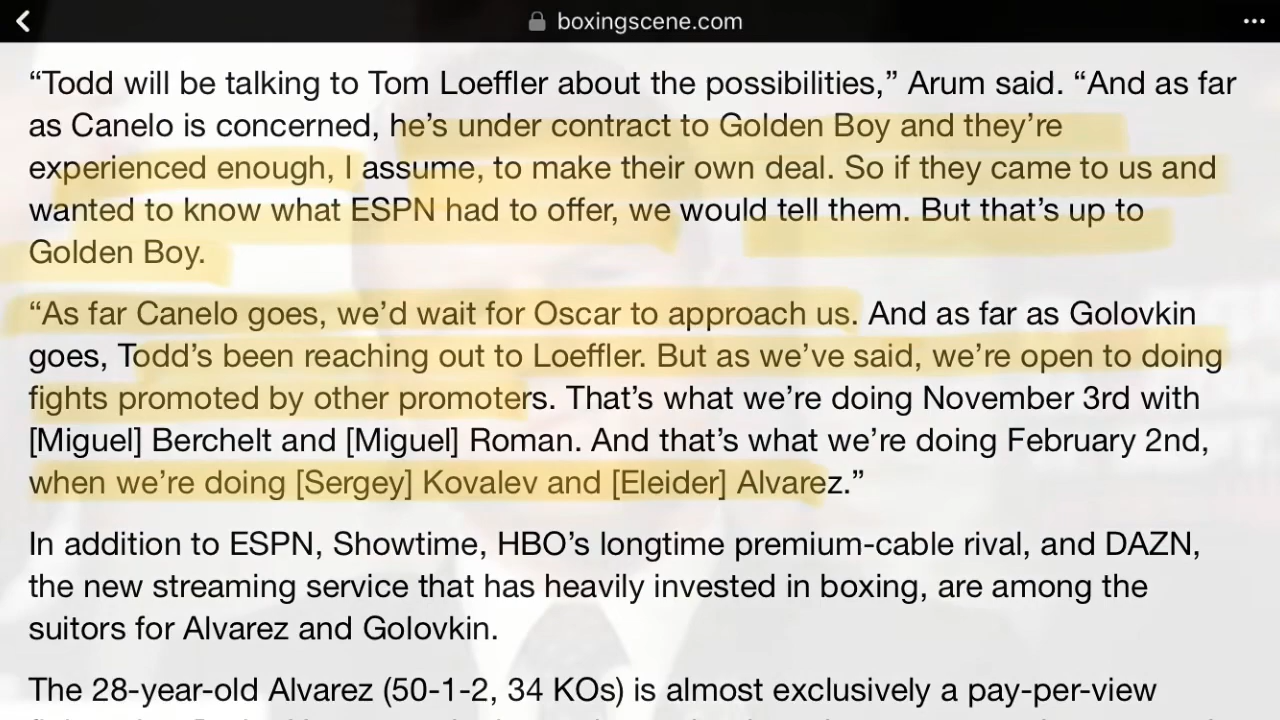 boxingscene.com
“Todd will be talking to Tom Loeffler about the possibilities,” Arum said. “And as far
as Canelo is concerned, he’s under contract to Golden Boy and they’re
experienced enough, I assume, to make their own deal. So if they came to us and
wanted to know what ESPN had to offer, we would tell them. But that’s up to
Golden Boy.
“As far Canelo goes, we’d wait for Oscar to approach us. And as far as Golovkin
goes, Todd’s been reaching out to Loeffler. But as we’ve said, we’re open to doing
fights promoted by other promoters. That’s what we’re doing November 3rd with
[Miguel] Berchelt and [Miguel] Roman. And that’s what we’re doing February 2nd,
when we’re doing [Sergey] Kovalev and [Eleider] Alvarez.”
In addition to ESPN, Showtime, HBO’s longtime premium-cable rival, and DAZN,
the new streaming service that has heavily invested in boxing, are among the
suitors for Alvarez and Golovkin.
The 28-year-old Alvarez (50-1-2, 34 KOs) is almost exclusively a pay-per-view